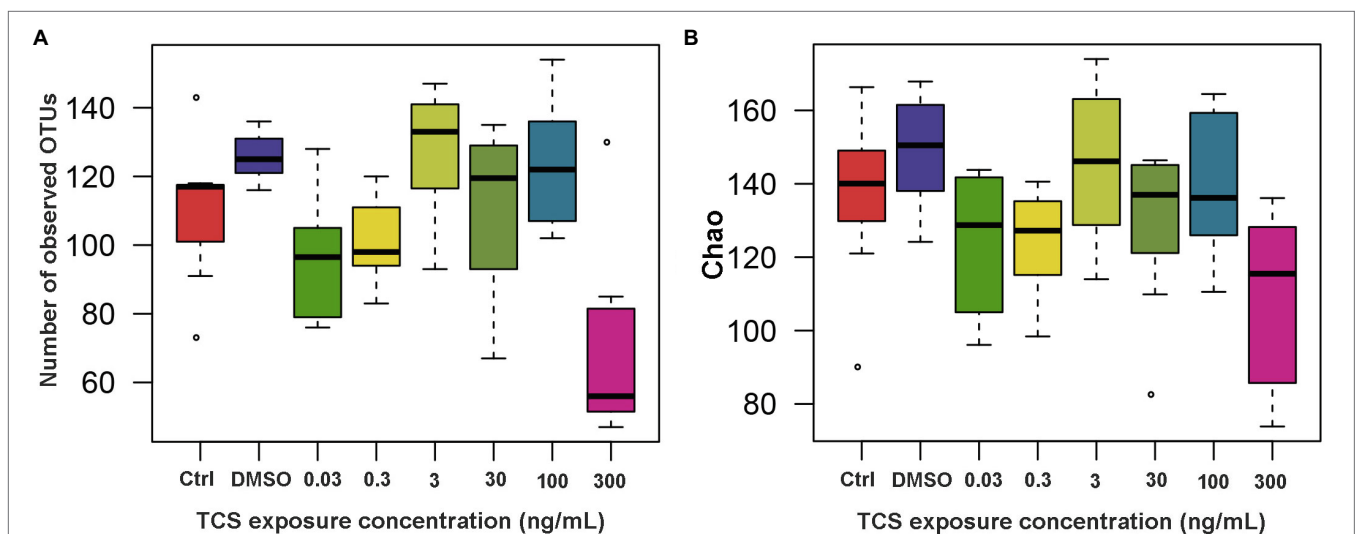 A
Number of observed OTUs
140
120
100
80
60
Ctrl DMSO 0.03 0.3 3 30 100 300
TCS exposure concentration (ng/mL)
B
Chao
160
140
120
100
80
Ctrl DMSO 0.03 0.3 3 30 100 300
TCS exposure concentration (ng/mL)